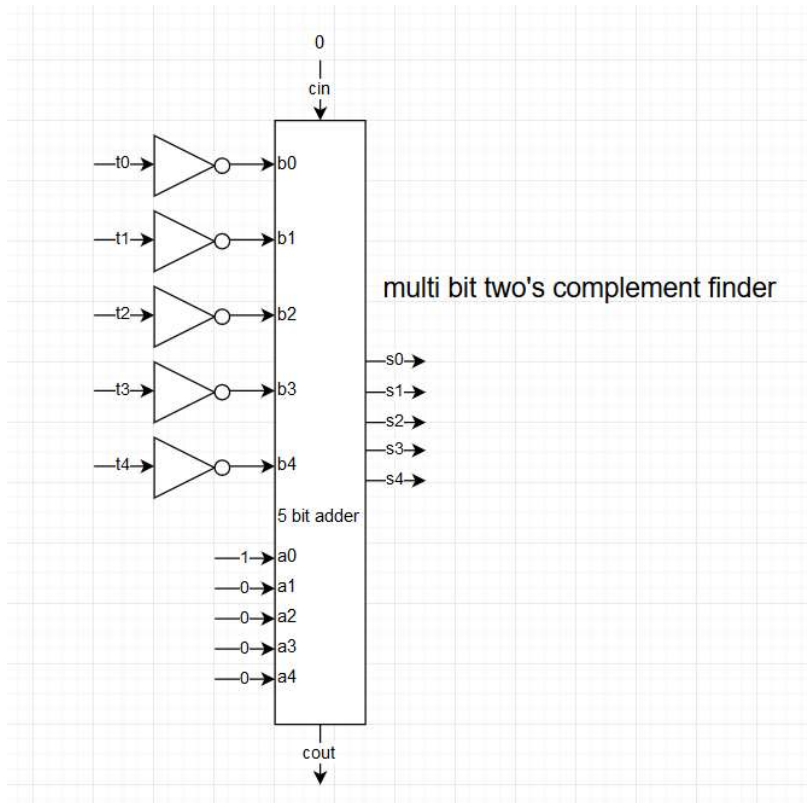 0
cin
t0
b0
t1
b1
multi bit two's complement finder
t2
b2
s0
t3
b3
s1
s2
s3
t4
b4
s4
5 bit adder
1
a0
0
a1
0
a2
0
a3
0
a4
cout